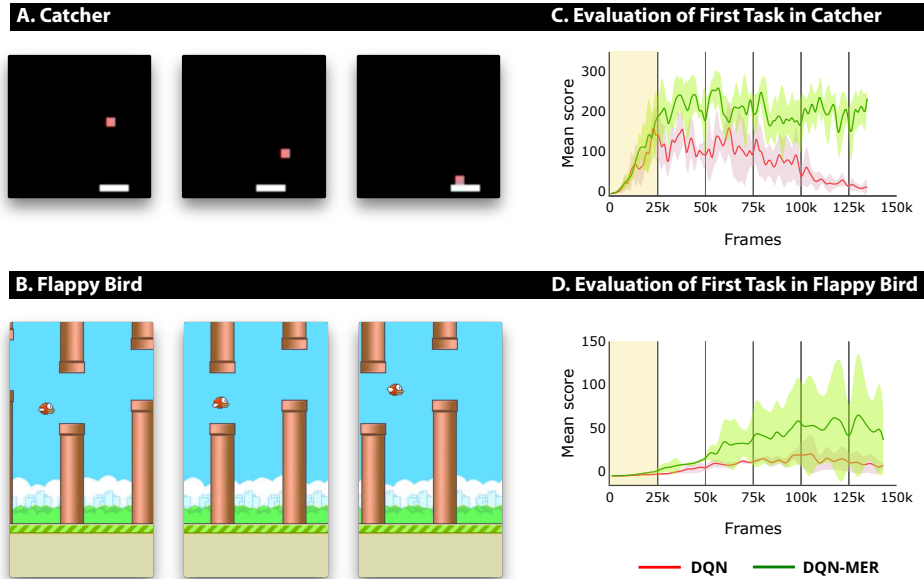 A. Catcher
C. Evaluation of First Task in Catcher
Mean score
300
200
100
0
0 25k 50k 75k 100k 125k 150k
Frames
B. Flappy Bird
D. Evaluation of First Task in Flappy Bird
Mean score
150
100
50
0
0 25k 50k 75k 100k 125k 150k
Frames
DQN DQN-MER